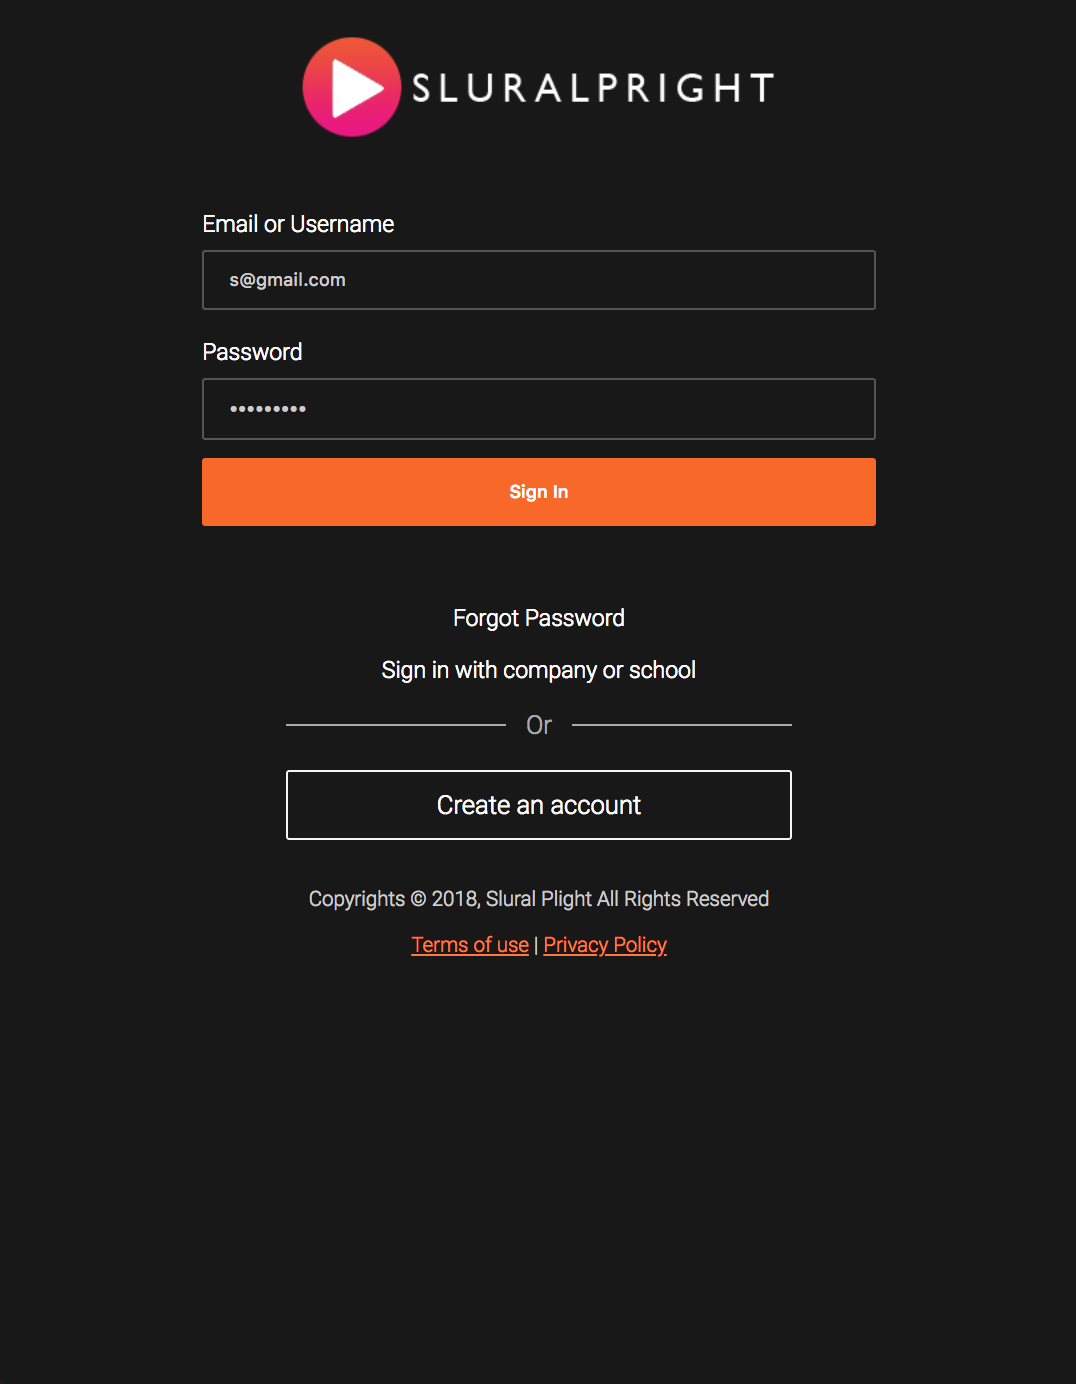 SLURALPRIGHT
Email or Username
s@gmail.com
Password
•••••••••
Sign In
Forgot Password
Sign in with company or school
Or
Create an account
Copyrights © 2018, Slural Plight All Rights Reserved
Terms of use | Privacy Policy